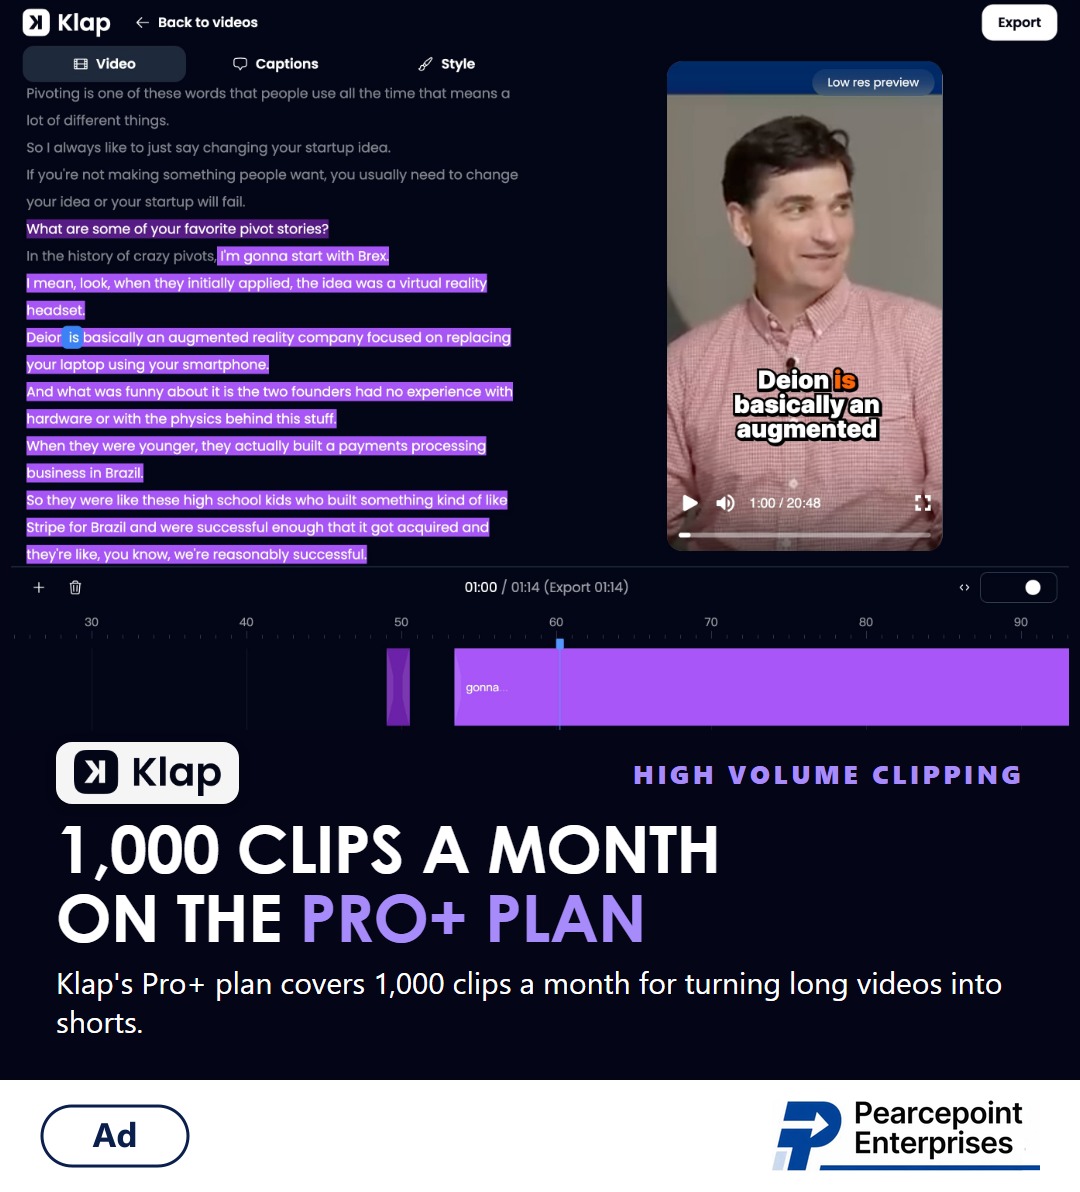 Klap
Back to videos
Export
Video
Captions
Style
Pivoting is one of these words that people use all the time that means a
lot of different things.
So I always like to just say changing your startup idea.
If you're not making something people want, you usually need to change
your idea or your startup will fail.
What are some of your favorite pivot stories?
In the history of crazy pivots, I'm gonna start with Brex.
I mean, look, when they initially applied, the idea was a virtual reality
headset.
Deion is basically an augmented reality company focused on replacing
your laptop using your smartphone.
And what was funny about it is the two founders had no experience with
hardware or with the physics behind this stuff.
When they were younger, they actually built a payments processing
business in Brazil.
So they were like these high school kids who built something kind of like
Stripe for Brazil and were successful enough that it got acquired and
they're like, you know, we're reasonably successful.
Low res preview
Deion is
basically an
augmented
1:00 / 20:48
01:00 / 01:14 (Export 01:14)
30 40 50 60 70 80 90
gonna...
Klap
HIGH VOLUME CLIPPING
1,000 CLIPS A MONTH
ON THE PRO+ PLAN
Klap's Pro+ plan covers 1,000 clips a month for turning long videos into
shorts.
Ad
Pearcepoint
Enterprises